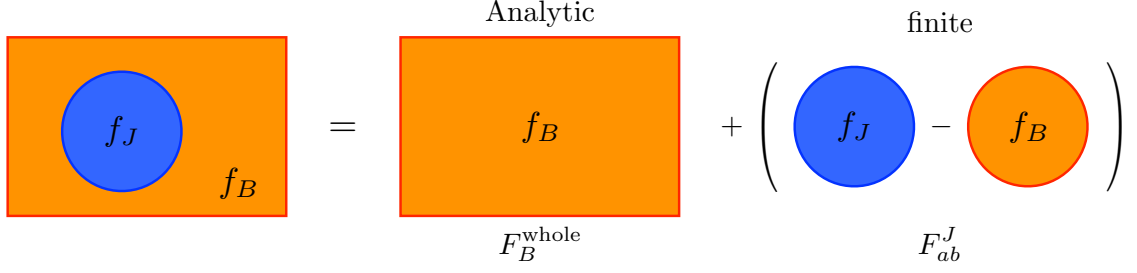 Analytic
finite
f_J
f_B
=
f_B
+ ( f_J − f_B )
F_B^whole
F_ab^J